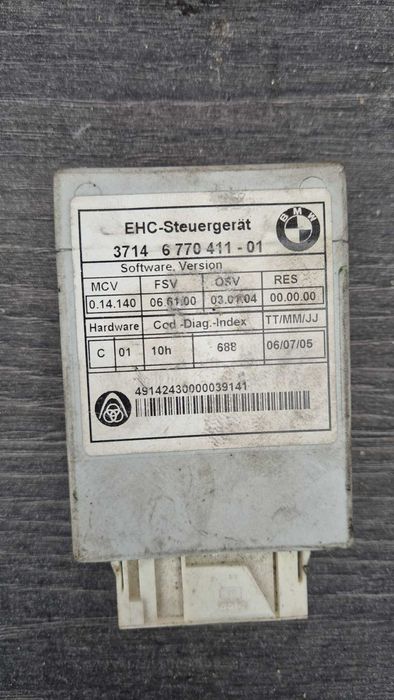 EHC-Steuergerät
BMW
3714 6 770 411 - 01
Software. Version
MCV FSV OSV RES
0.14.140 06.61.00 03.01.04 00.00.00
Hardware Cod.-Diag.-Index TT/MM/JJ
C 01 10h 688 06/07/05
49142430000039141